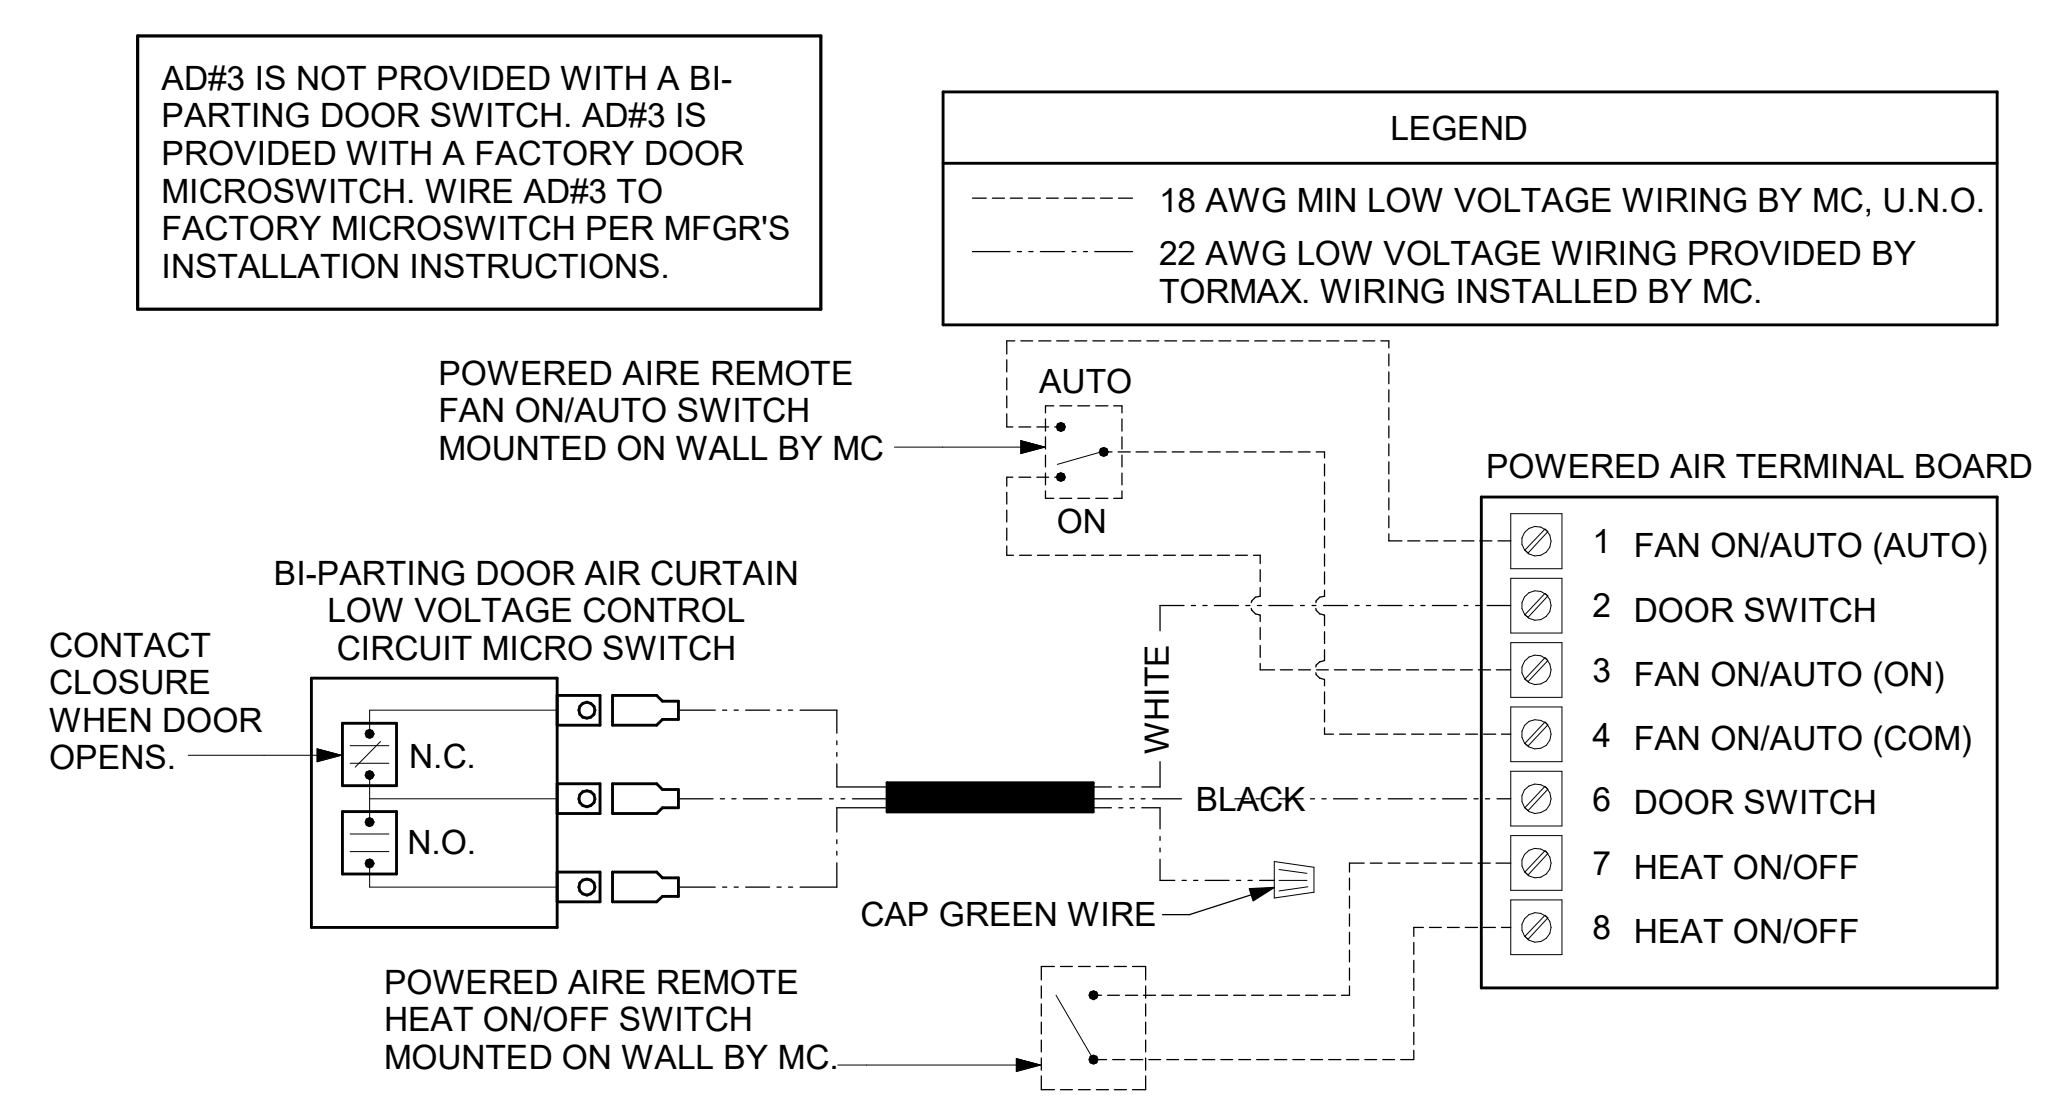 AD#3 IS NOT PROVIDED WITH A BI-
PARTING DOOR SWITCH. AD#3 IS
PROVIDED WITH A FACTORY DOOR
MICROSWITCH. WIRE AD#3 TO
FACTORY MICROSWITCH PER MFGR'S
INSTALLATION INSTRUCTIONS.
LEGEND
18 AWG MIN LOW VOLTAGE WIRING BY MC, U.N.O.
22 AWG LOW VOLTAGE WIRING PROVIDED BY
TORMAX. WIRING INSTALLED BY MC.
POWERED AIRE REMOTE
FAN ON/AUTO SWITCH
MOUNTED ON WALL BY MC
AUTO
ON
POWERED AIR TERMINAL BOARD
1 FAN ON/AUTO (AUTO)
2 DOOR SWITCH
3 FAN ON/AUTO (ON)
4 FAN ON/AUTO (COM)
6 DOOR SWITCH
7 HEAT ON/OFF
8 HEAT ON/OFF
BI-PARTING DOOR AIR CURTAIN
LOW VOLTAGE CONTROL
CIRCUIT MICRO SWITCH
CONTACT
CLOSURE
WHEN DOOR
OPENS.
N.C.
N.O.
WHITE
BLACK
CAP GREEN WIRE
POWERED AIRE REMOTE
HEAT ON/OFF SWITCH
MOUNTED ON WALL BY MC.